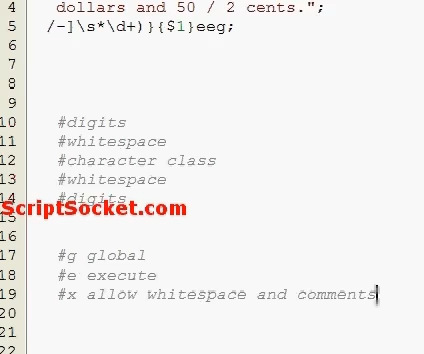 4 dollars and 50 / 2 cents.";
5 /-]\s*\d+)}{$1}eeg;
6
7
8
9
10 #digits
11 #whitespace
12 #character class
13 #whitespace
14 #digits
ScriptSocket.com
15
16
17 #g global
18 #e execute
19 #x allow whitespace and comments
20
21
22